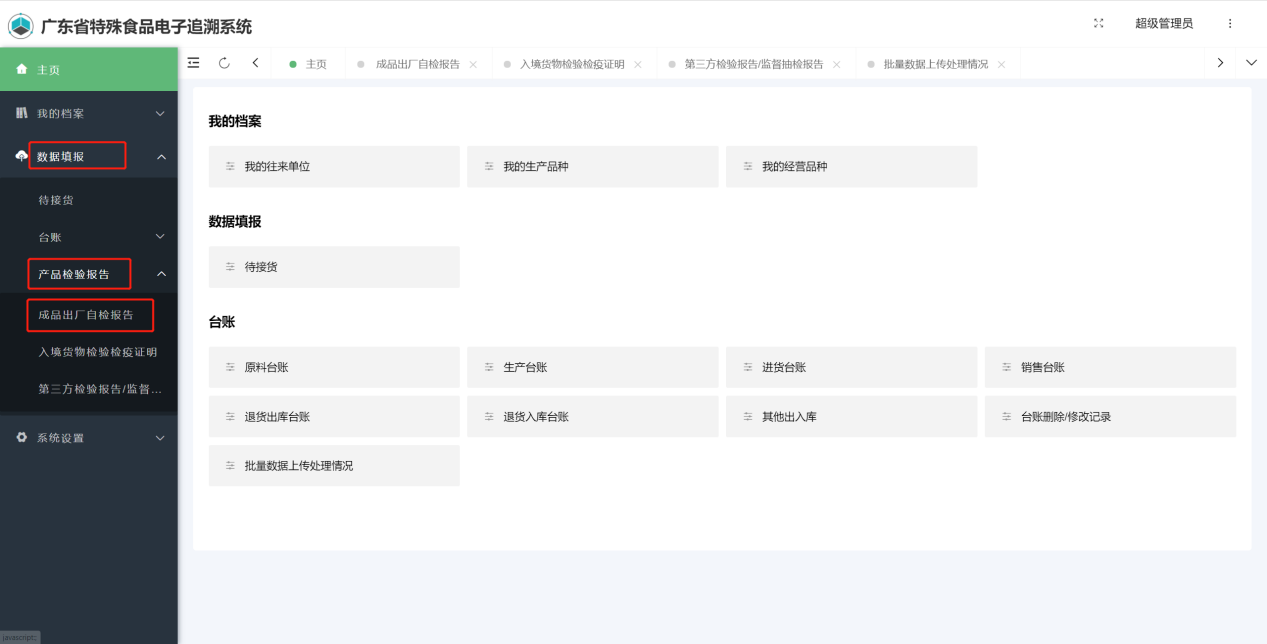 广东省特殊食品电子追溯系统
超级管理员
主页
我的档案
数据填报
待接货
台账
产品检验报告
成品出厂自检报告
入境货物检验检疫证明
第三方检验报告/监督...
系统设置
主页
成品出厂自检报告
入境货物检验检疫证明
第三方检验报告/监督抽检报告
批量数据上传处理情况
我的档案
我的往来单位
我的生产品种
我的经营品种
数据填报
待接货
台账
原料台账
生产台账
进货台账
销售台账
退货出库台账
退货入库台账
其他出入库
台账删除/修改记录
批量数据上传处理情况
javascript:;